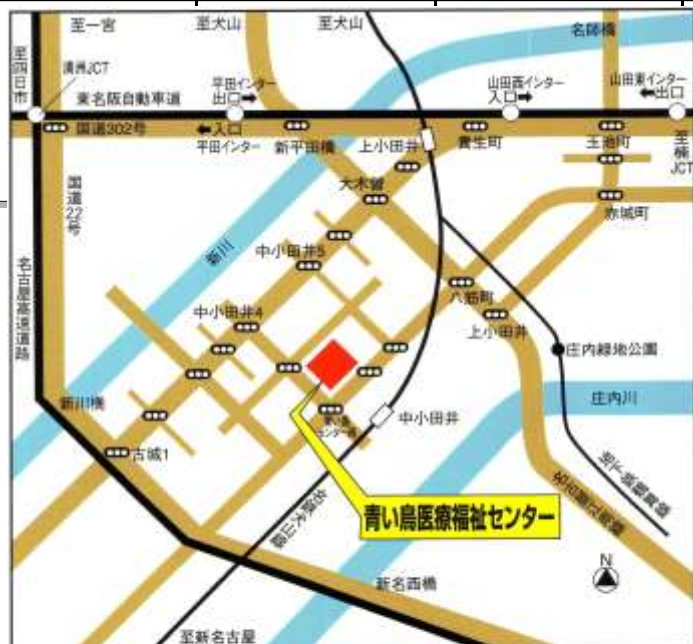 至一宮
至犬山
至犬山
名師橋
至四日市
清洲JCT
東名阪自動車道
平田インター
出口➡
山田西インター
入口➡
山田東インター
⬅出口
国道302号
⬅入口
平田インター
新平田橋
上小田井
貴生町
玉池町
至楠JCT
国道22号
大木曽
赤城町
新川
中小田井5
名古屋高速道路
中小田井4
八筋町
上小田井
庄内緑地公園
新川橋
中小田井
庄内川
古城1
青い鳥医療福祉センター
名鉄犬山線
新名西橋
N
至新名古屋